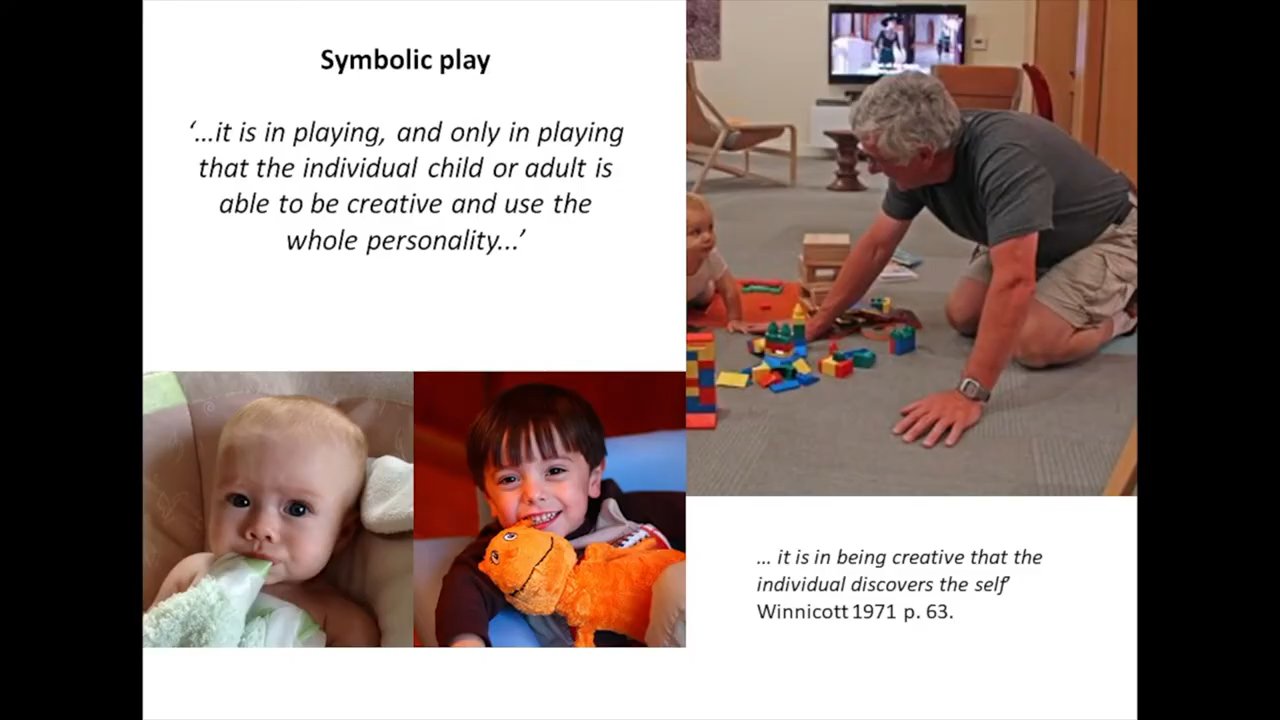 Symbolic play
‘...it is in playing, and only in playing
that the individual child or adult is
able to be creative and use the
whole personality...’
... it is in being creative that the
individual discovers the self’
Winnicott 1971 p. 63.